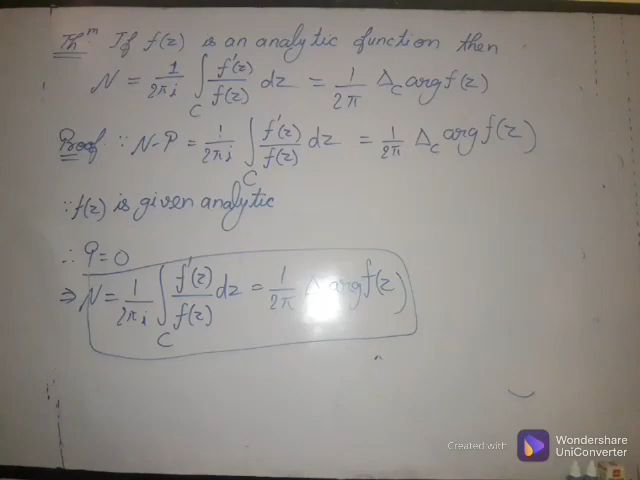 Thm If f(z) is an analytic function then
N = 1/2πi ∫C f'(z)/f(z) dz = 1/2π ΔC arg f(z)
Proof ∵ N-P = 1/2πi ∫C f'(z)/f(z) dz = 1/2π ΔC arg f(z)
∵ f(z) is given analytic
∴ P = 0
⇒ N = 1/2πi ∫C f'(z)/f(z) dz = 1/2π Δ arg f(z)
Created with Wondershare
UniConverter